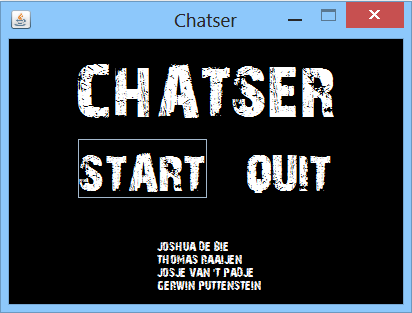 Chatser
CHATSER
START QUIT
JOSHUA DE BIE
THOMAS RAAIJEN
JOSJE VAN 'T PADJE
GERWIN PUTTENSTEIN